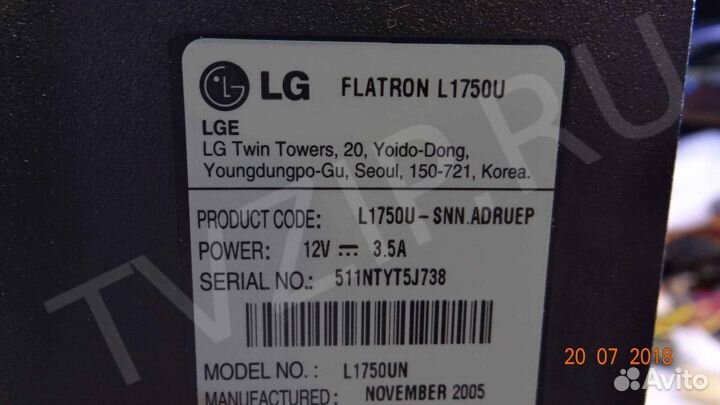 LG FLATRON L1750U
LGE
LG Twin Towers, 20, Yoido-Dong,
Youngdungpo-Gu, Seoul, 150-721, Korea.
PRODUCT CODE: L1750U-SNN.ADRUEP
POWER: 12V ⎓ 3.5A
SERIAL NO.: 511NTYT5J738
MODEL NO.: L1750UN
MANUFACTURED: NOVEMBER 2005
TVZIP.RU
20 07 2018
Avito